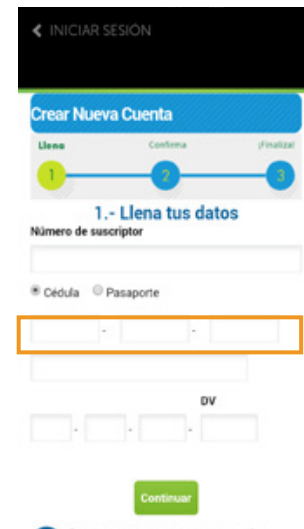 INICIAR SESIÓN
Crear Nueva Cuenta
Llena Confirma ¡Finaliza!
1 2 3
1.- Llena tus datos
Número de suscriptor
Cédula Pasaporte
- -
DV
- - -
Continuar